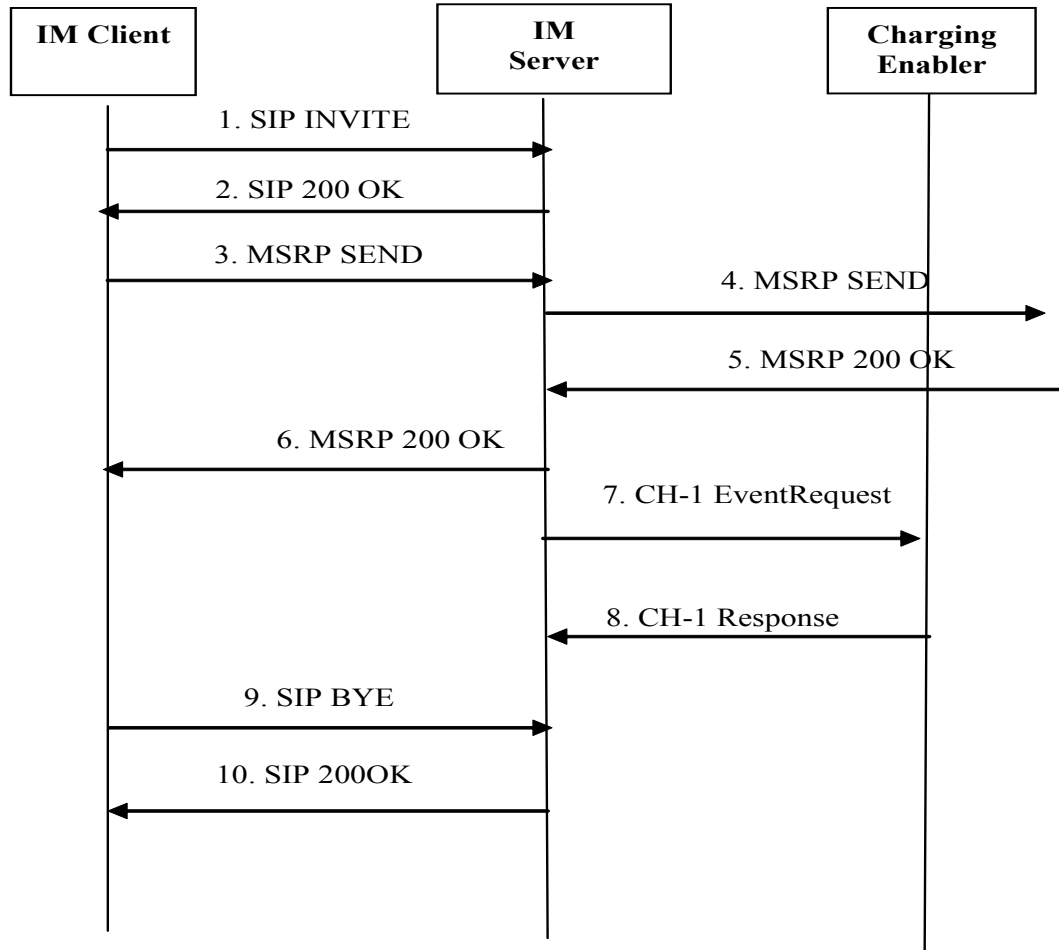 IM Client
IM
Server
Charging
Enabler
1. SIP INVITE
2. SIP 200 OK
3. MSRP SEND
4. MSRP SEND
5. MSRP 200 OK
6. MSRP 200 OK
7. CH-1 EventRequest
8. CH-1 Response
9. SIP BYE
10. SIP 200OK